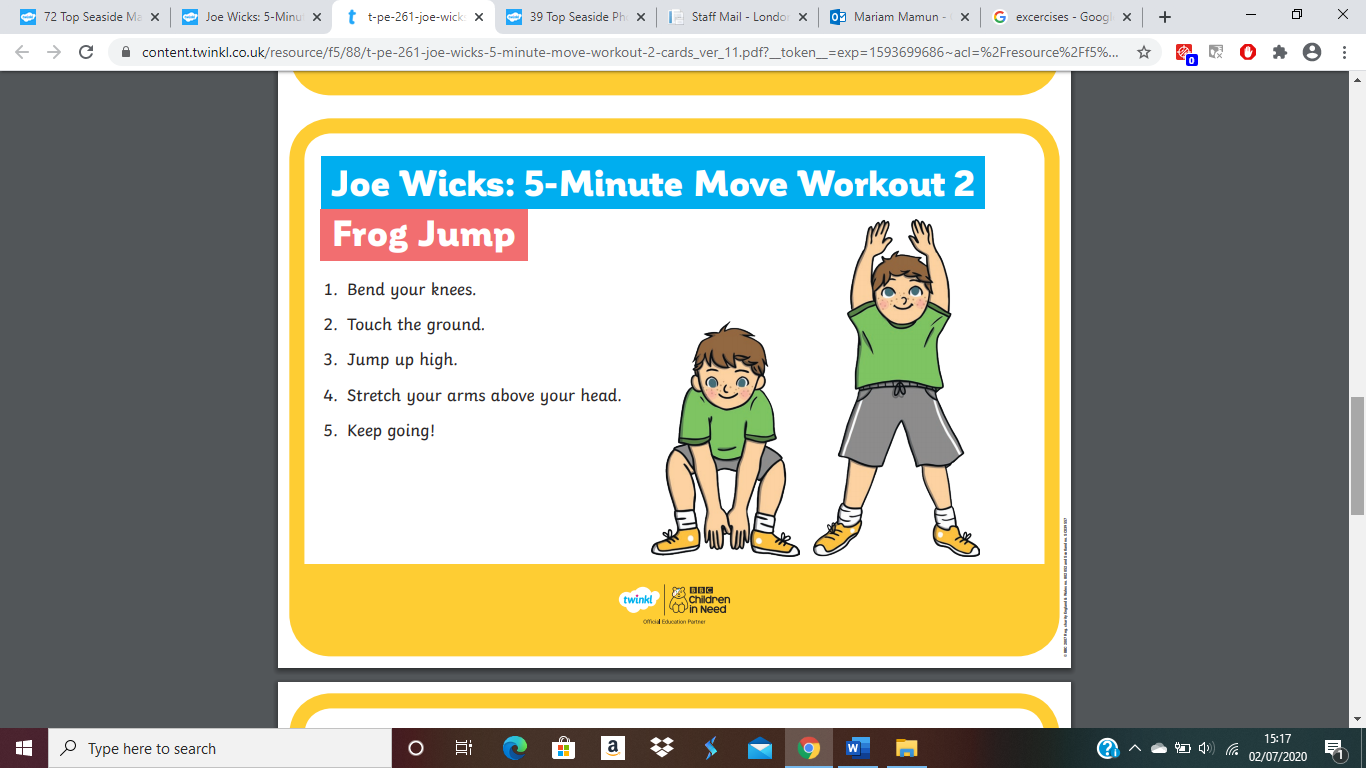 72 Top Seaside Ma
Joe Wicks: 5-Minu
t-pe-261-joe-wick
39 Top Seaside Ph
Staff Mail - Londo
Mariam Mamun -
excercises - Googl
content.twinkl.co.uk/resource/f5/88/t-pe-261-joe-wicks-5-minute-move-workout-2-cards_ver_11.pdf?__token__=exp=1593699686~acl=%2Fresource%2Ff5%...
0
Joe Wicks: 5-Minute Move Workout 2
Frog Jump
1. Bend your knees.
2. Touch the ground.
3. Jump up high.
4. Stretch your arms above your head.
5. Keep going!
twinkl
BBC
Children
in Need
Official Education Partner
Type here to search
15:17
02/07/2020
1